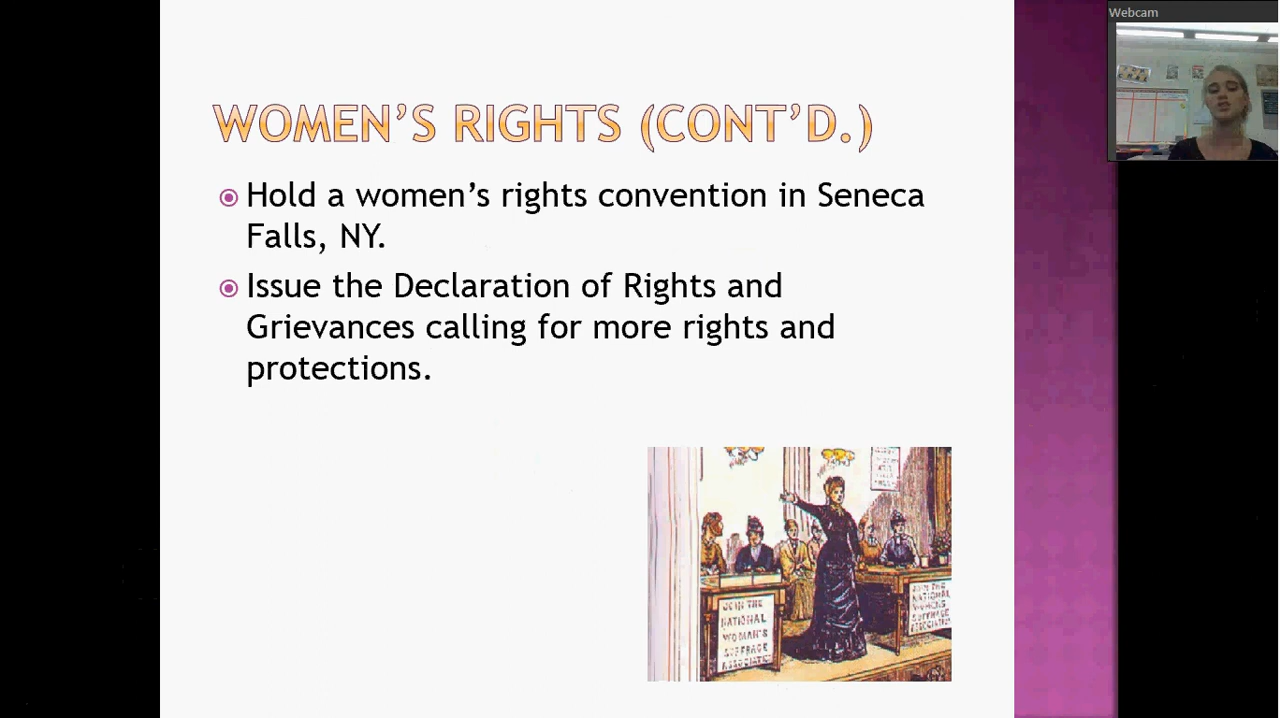 Webcam
WOMEN'S RIGHTS (CONT'D.)
Hold a women's rights convention in Seneca
Falls, NY.
Issue the Declaration of Rights and
Grievances calling for more rights and
protections.
JOIN THE
NATIONAL
WOMAN'S
SUFFRAGE
ASSOCIATION
JOIN THE
NATIONAL
SUFFRAGE
ASSOCIATION